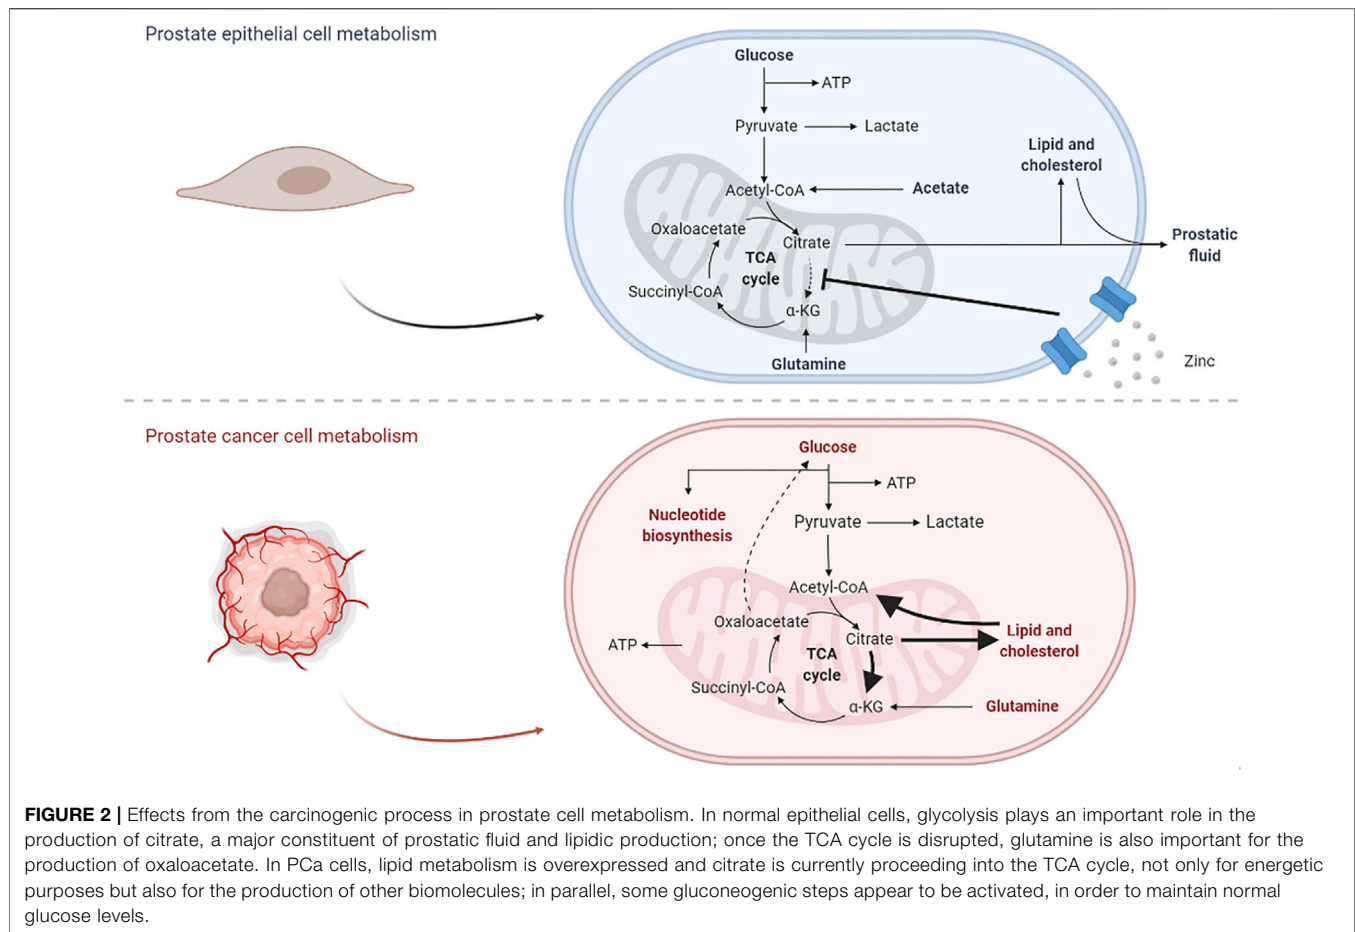 Prostate epithelial cell metabolism
Glucose
ATP
Pyruvate
Lactate
Lipid and
cholesterol
Acetyl-CoA
Acetate
Oxaloacetate
Citrate
Prostatic
fluid
TCA
cycle
Succinyl-CoA
α-KG
Glutamine
Zinc
Prostate cancer cell metabolism
Glucose
ATP
Nucleotide
biosynthesis
Pyruvate
Lactate
Acetyl-CoA
Oxaloacetate
Citrate
Lipid and
cholesterol
ATP
TCA
cycle
Succinyl-CoA
α-KG
Glutamine
FIGURE 2 | Effects from the carcinogenic process in prostate cell metabolism. In normal epithelial cells, glycolysis plays an important role in the
production of citrate, a major constituent of prostatic fluid and lipidic production; once the TCA cycle is disrupted, glutamine is also important for the
production of oxaloacetate. In PCa cells, lipid metabolism is overexpressed and citrate is currently proceeding into the TCA cycle, not only for energetic
purposes but also for the production of other biomolecules; in parallel, some gluconeogenic steps appear to be activated, in order to maintain normal
glucose levels.